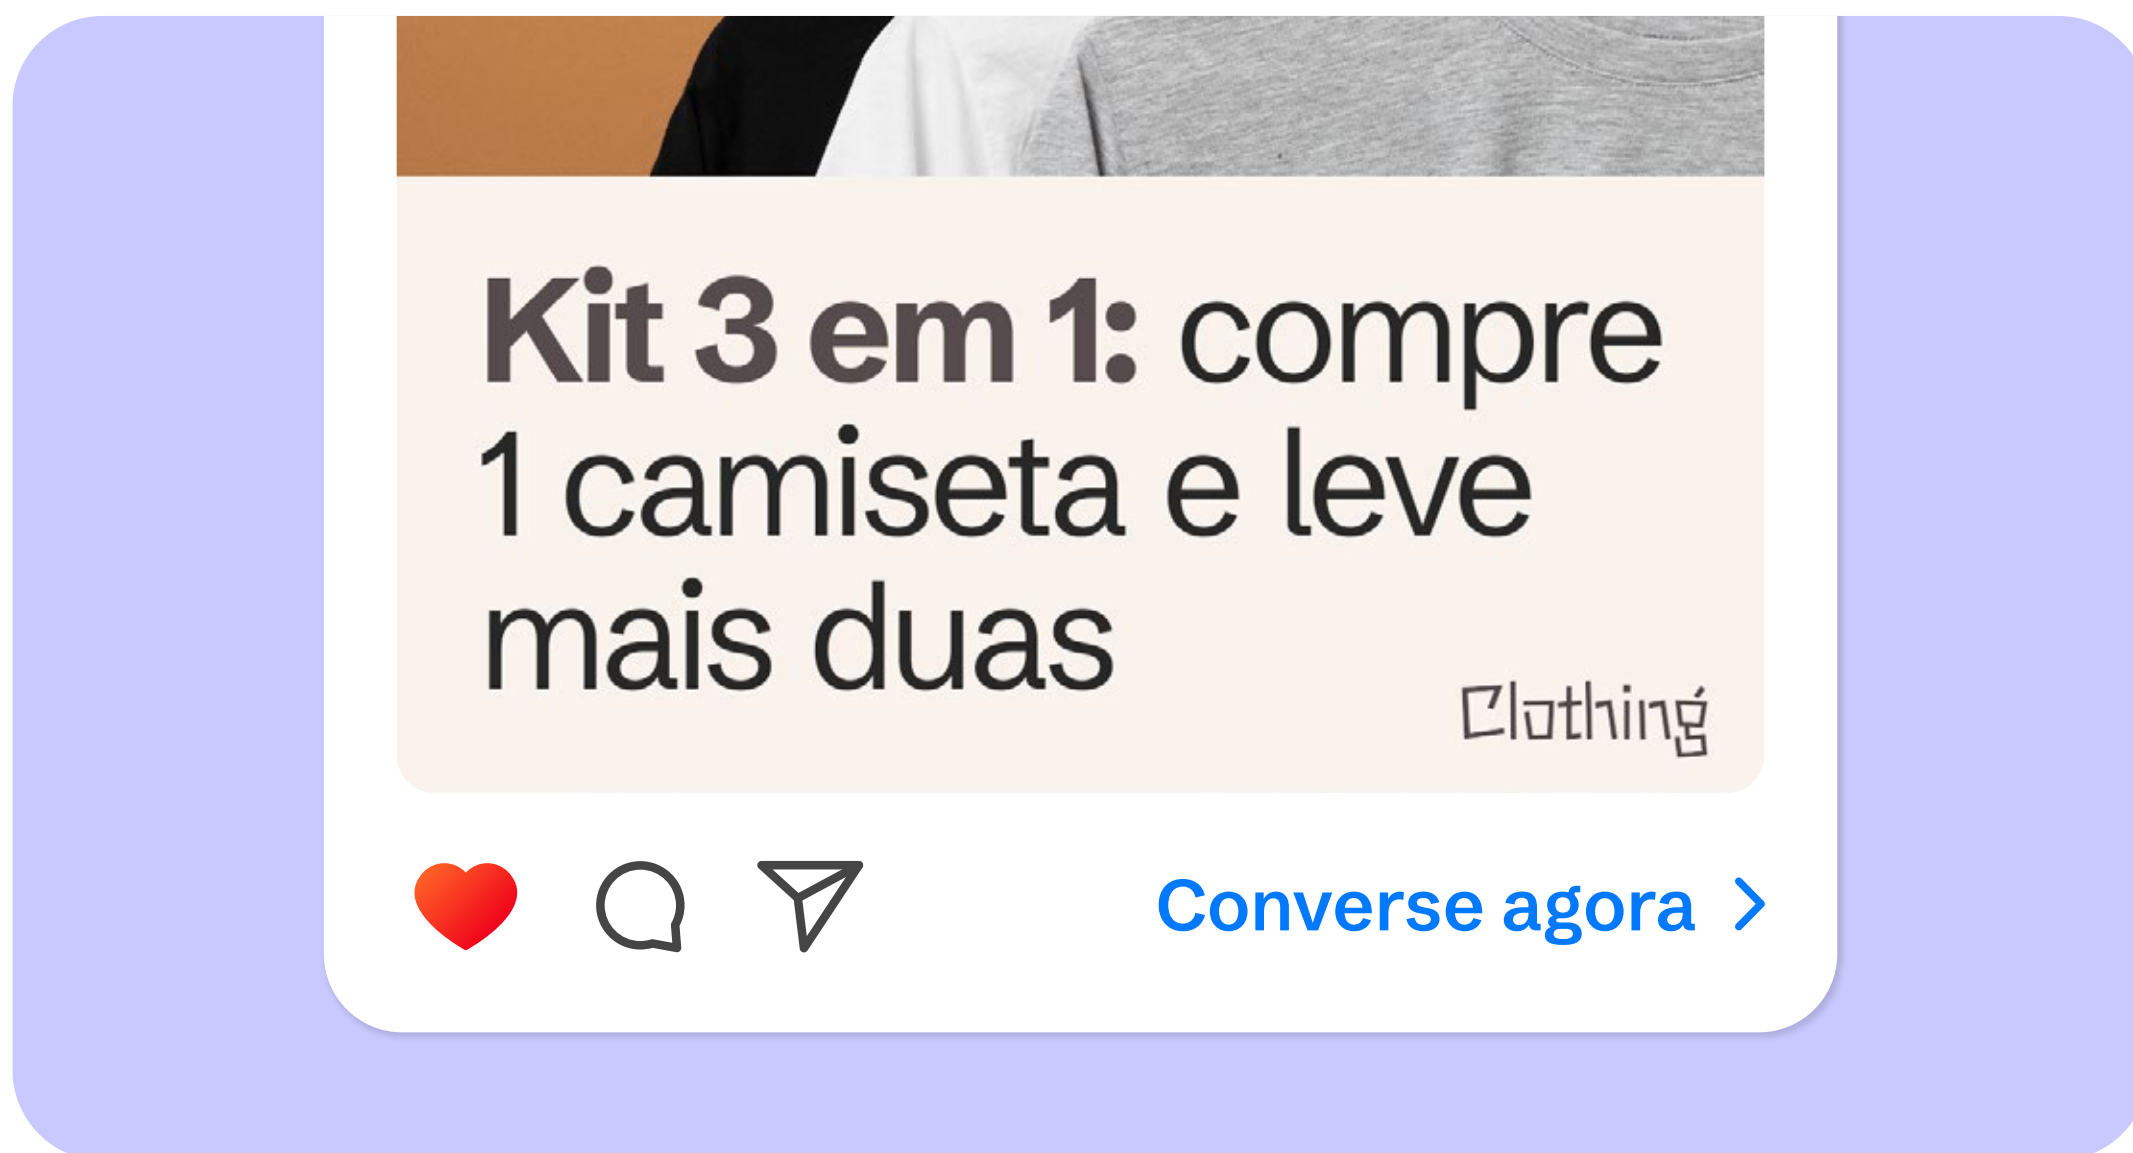 Kit 3 em 1: compre
1 camiseta e leve
mais duas
Clothing
Converse agora